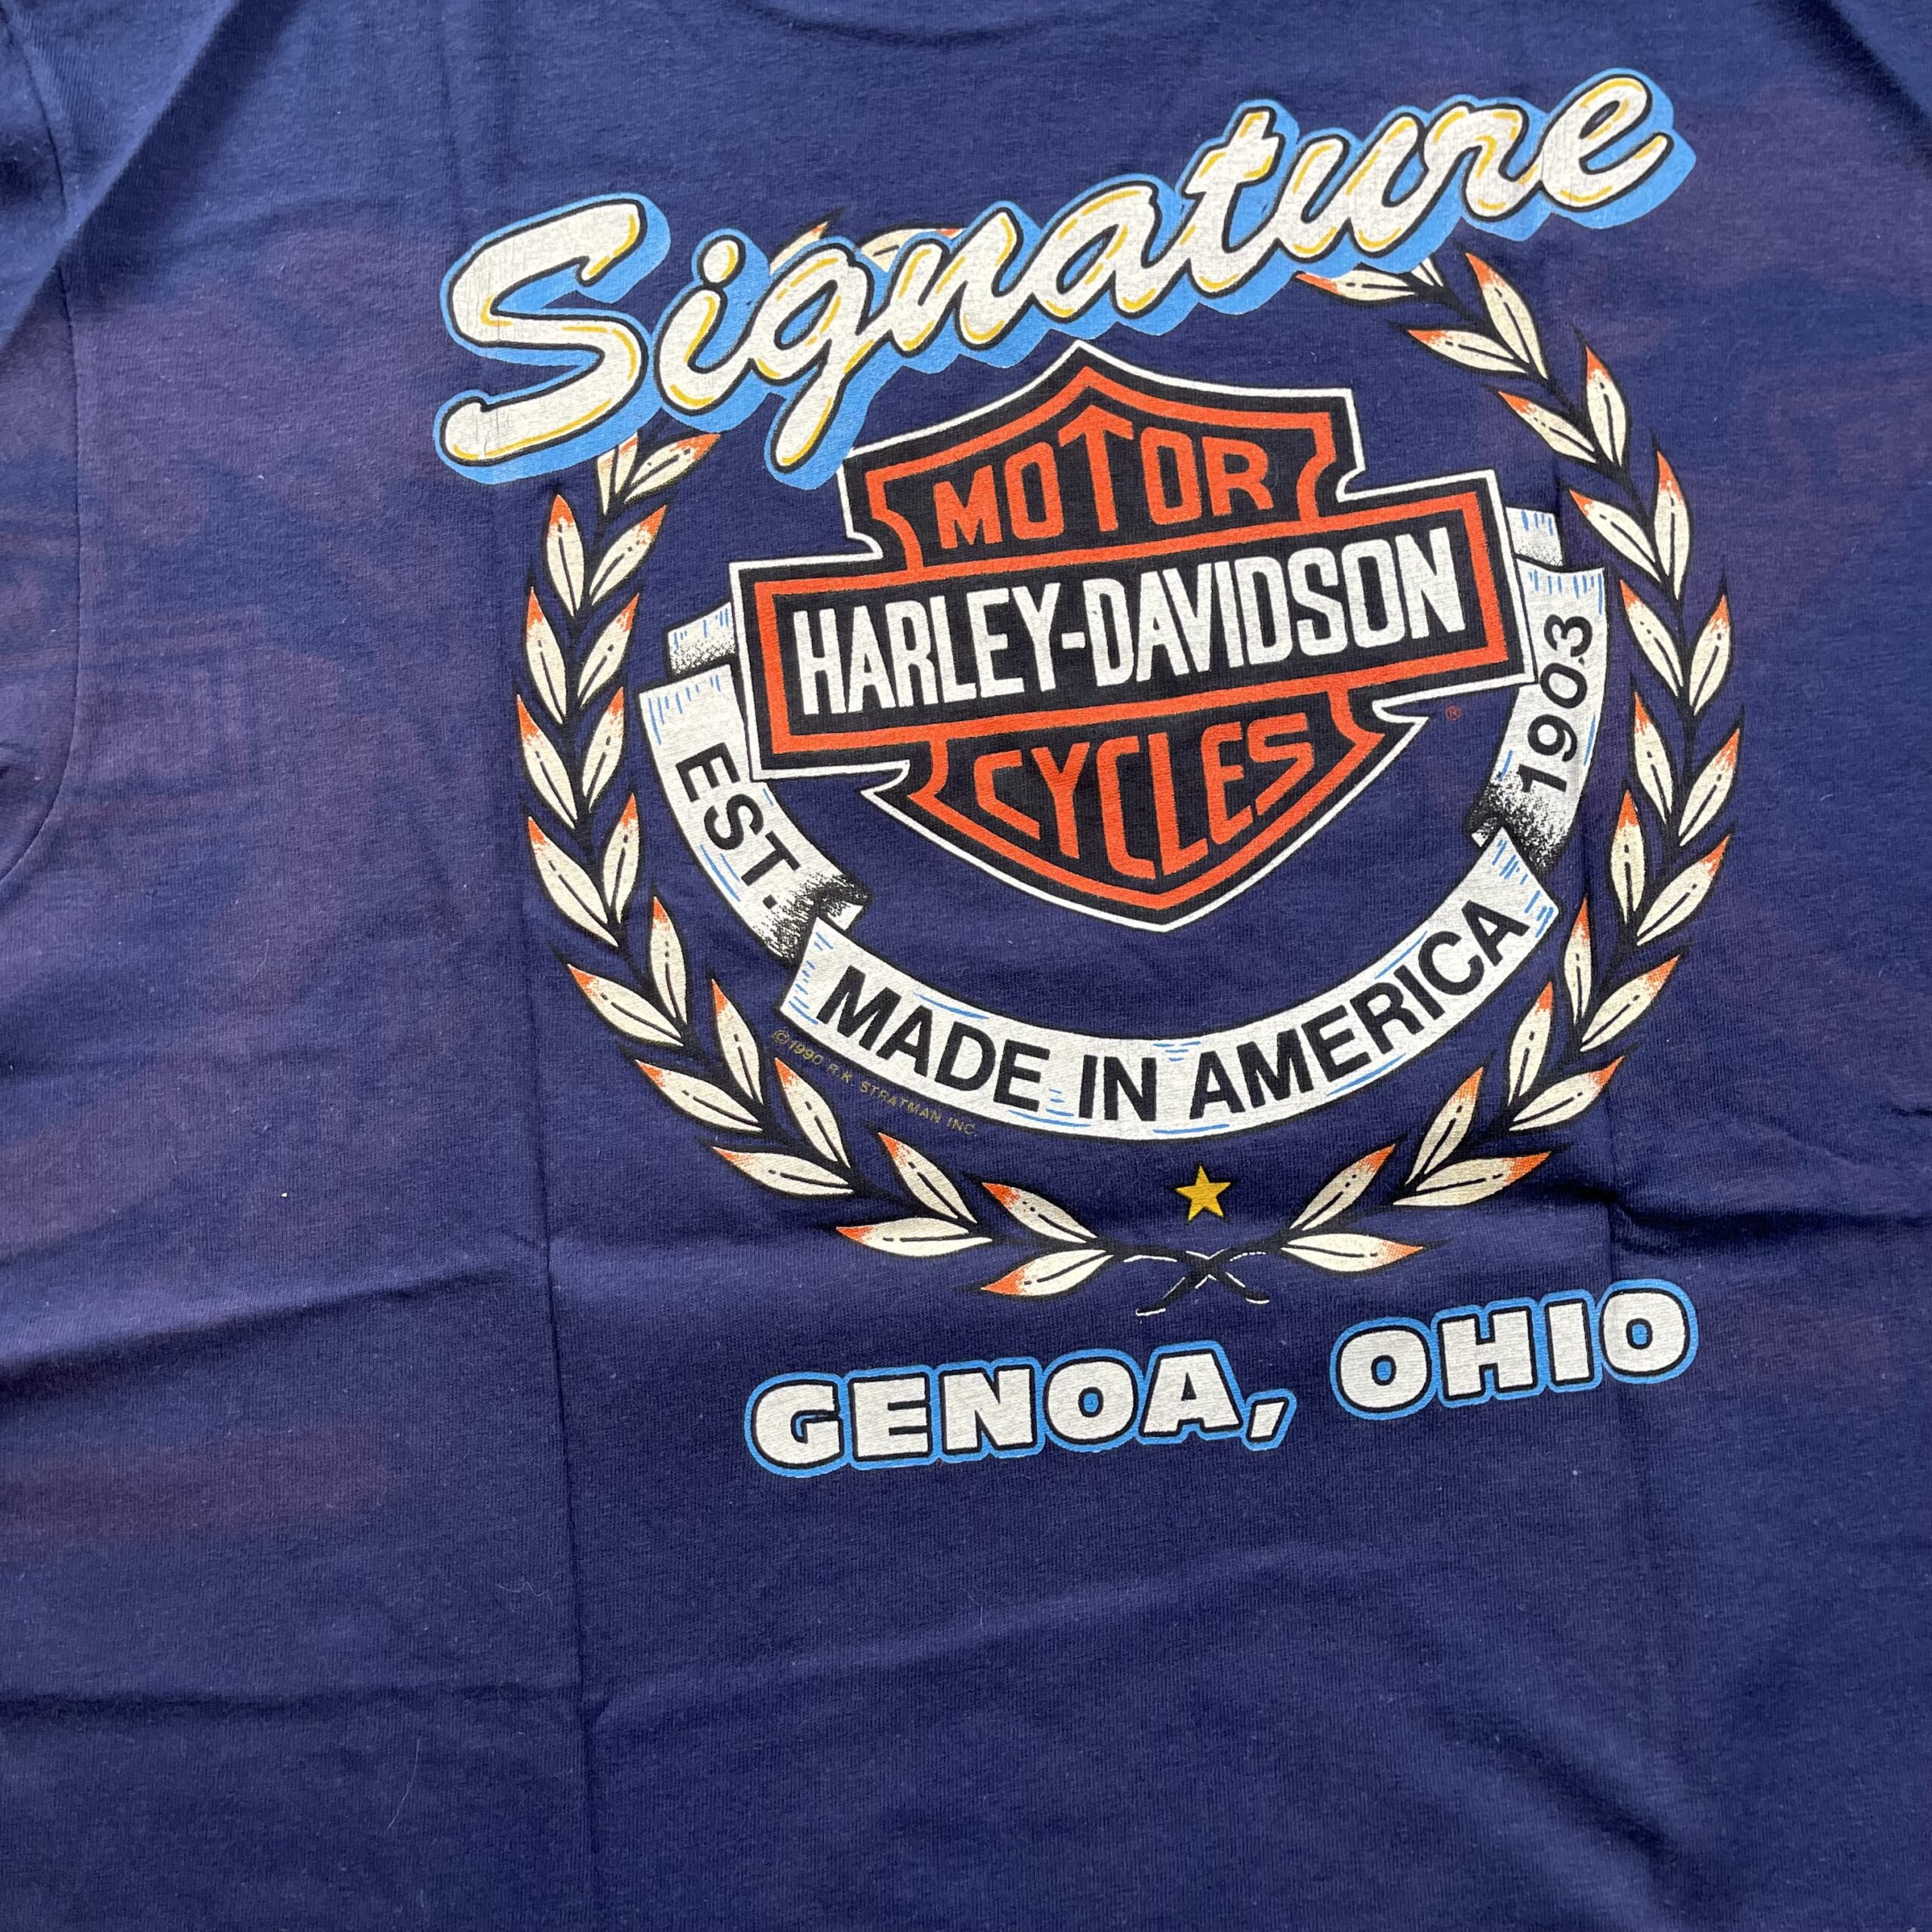 Signature
MOTOR
HARLEY-DAVIDSON
®
CYCLES
EST. 1903
MADE IN AMERICA
©1990 R.K. STRATMAN INC.
GENOA, OHIO